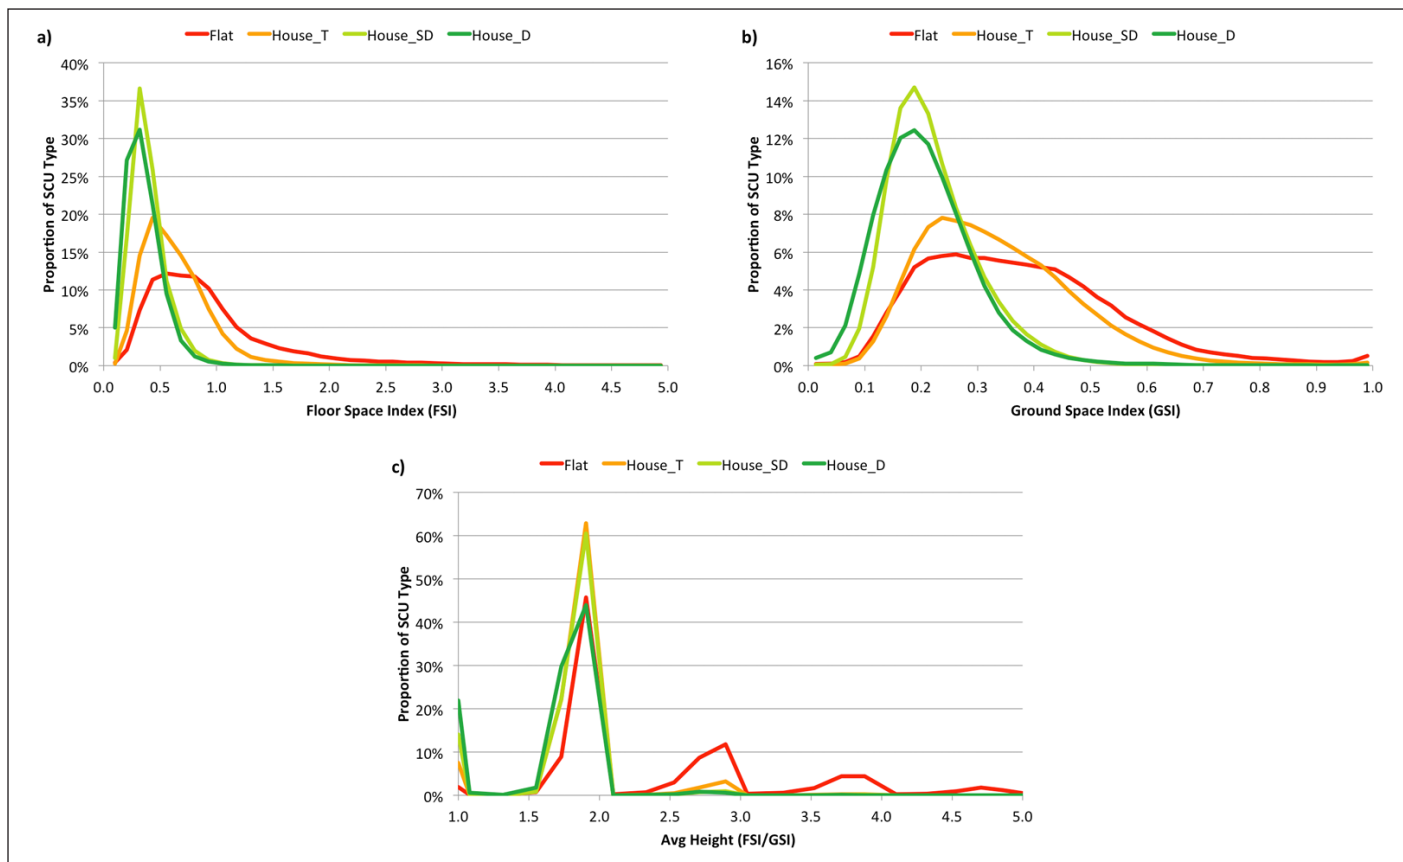 a)
Flat House_T House_SD House_D
Proportion of SCU Type
40%
35%
30%
25%
20%
15%
10%
5%
0%
0.0 0.5 1.0 1.5 2.0 2.5 3.0 3.5 4.0 4.5 5.0
Floor Space Index (FSI)
b)
Flat House_T House_SD House_D
Proportion of SCU Type
16%
14%
12%
10%
8%
6%
4%
2%
0%
0.0 0.1 0.2 0.3 0.4 0.5 0.6 0.7 0.8 0.9 1.0
Ground Space Index (GSI)
c)
Flat House_T House_SD House_D
Proportion of SCU Type
70%
60%
50%
40%
30%
20%
10%
0%
1.0 1.5 2.0 2.5 3.0 3.5 4.0 4.5 5.0
Avg Height (FSI/GSI)